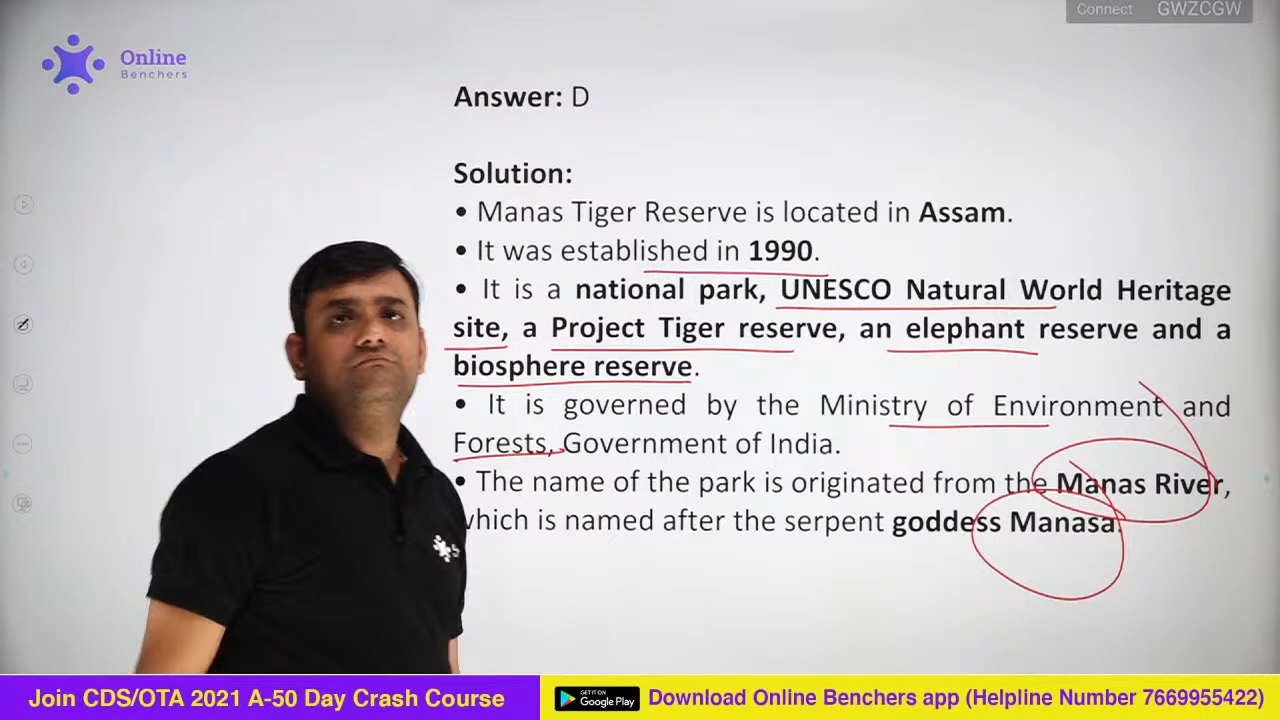 Connect GWZCGW
Online
Benchers
Answer: D
Solution:
• Manas Tiger Reserve is located in Assam.
• It was established in 1990.
• It is a national park, UNESCO Natural World Heritage
site, a Project Tiger reserve, an elephant reserve and a
biosphere reserve.
• It is governed by the Ministry of Environment and
Forests, Government of India.
• The name of the park is originated from the Manas River,
which is named after the serpent goddess Manasa.
Join CDS/OTA 2021 A-50 Day Crash Course
GET IT ON
Google Play
Download Online Benchers app (Helpline Number 7669955422)